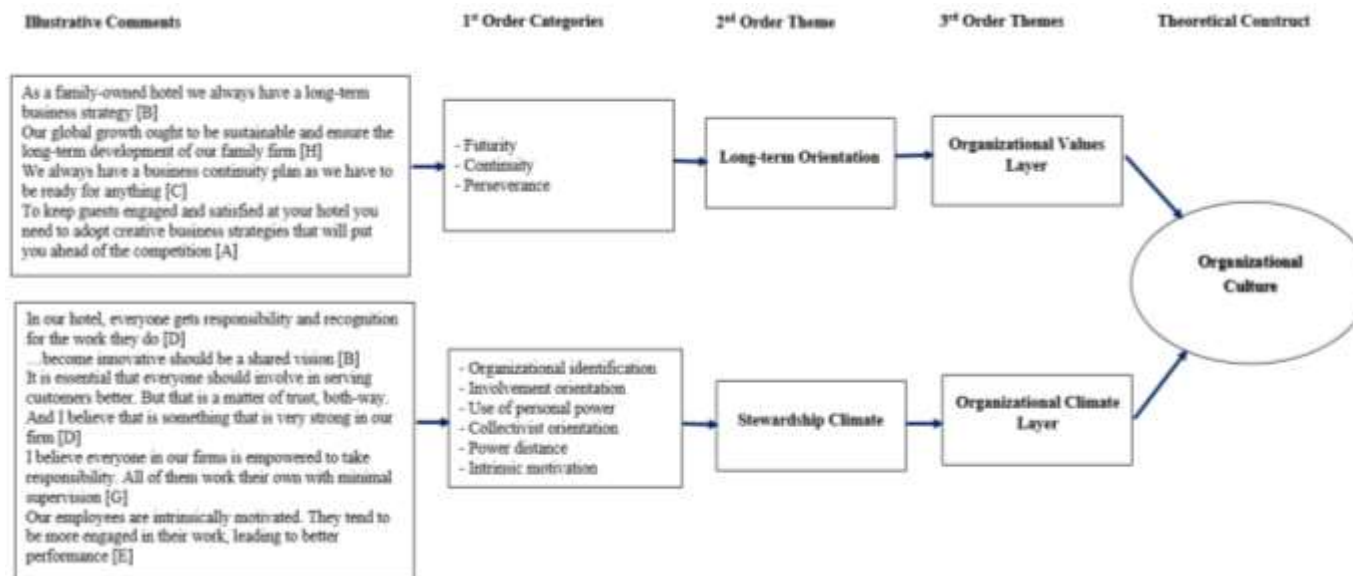 Illustrative Comments
1st Order Categories
2nd Order Theme
3rd Order Themes
Theoretical Construct
As a family-owned hotel we always have a long-term
business strategy [B]
Our global growth ought to be sustainable and ensure the
long-term development of our family firm [H]
We always have a business continuity plan as we have to
be ready for anything [C]
To keep guests engaged and satisfied at your hotel you
need to adopt creative business strategies that will put
you ahead of the competition [A]
- Futurity
- Continuity
- Perseverance
Long-term Orientation
Organizational Values
Layer
Organizational
Culture
In our hotel, everyone gets responsibility and recognition
for the work they do [D]
…become innovative should be a shared vision [B]
It is essential that everyone should involve in serving
customers better. But that is a matter of trust, both-way.
And I believe that is something that is very strong in our
firm [D]
I believe everyone in our firms is empowered to take
responsibility. All of them work their own with minimal
supervision [G]
Our employees are intrinsically motivated. They tend to
be more engaged in their work, leading to better
performance [E]
- Organizational identification
- Involvement orientation
- Use of personal power
- Collectivist orientation
- Power distance
- Intrinsic motivation
Stewardship Climate
Organizational Climate
Layer